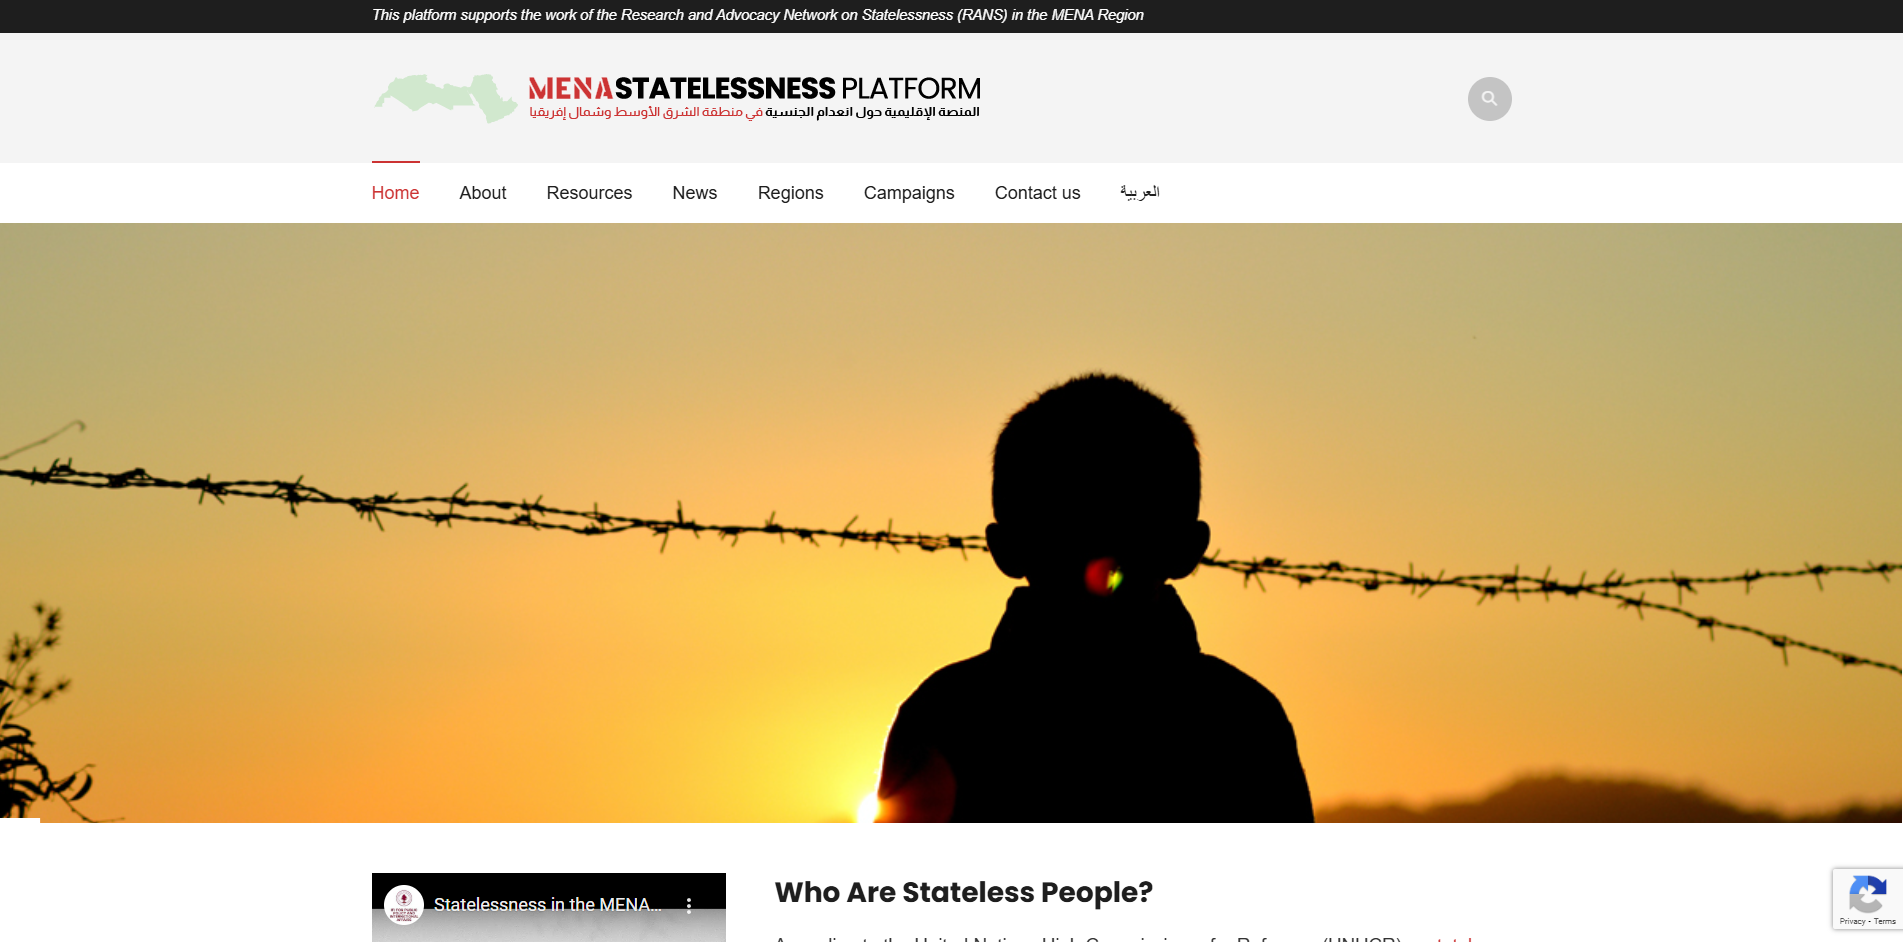 This platform supports the work of the Research and Advocacy Network on Statelessness (RANS) in the MENA Region
MENA STATELESSNESS PLATFORM
المنصة الإقليمية حول انعدام الجنسية في منطقة الشرق الأوسط وشمال إفريقيا
Home About Resources News Regions Campaigns Contact us العربية
Statelessness in the MENA...
Who Are Stateless People?
Privacy - Terms